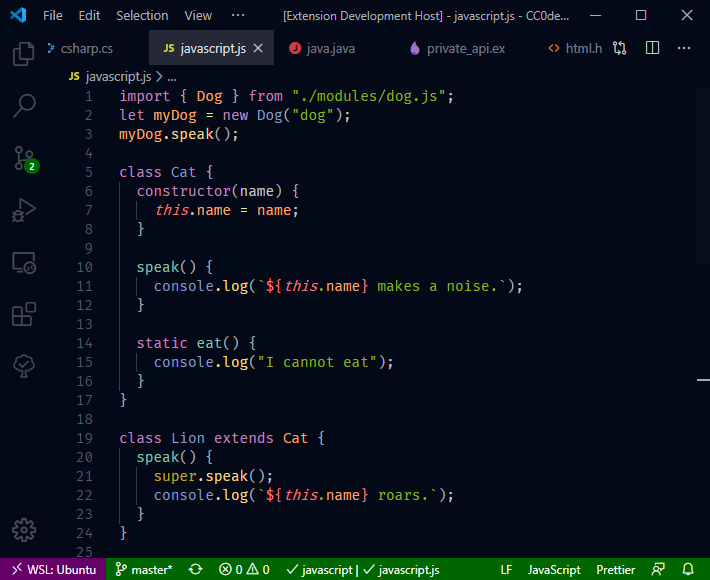 File Edit Selection View ··· [Extension Development Host] - javascript.js - CC0de...
csharp.cs JS javascript.js java.java private_api.ex html.h ···
JS javascript.js > ...
1 import { Dog } from "./modules/dog.js";
2 let myDog = new Dog("dog");
3 myDog.speak();
4
5 class Cat {
6 constructor(name) {
7 this.name = name;
8 }
9
10 speak() {
11 console.log(`${this.name} makes a noise.`);
12 }
13
14 static eat() {
15 console.log("I cannot eat");
16 }
17 }
18
19 class Lion extends Cat {
20 speak() {
21 super.speak();
22 console.log(`${this.name} roars.`);
23 }
24 }
25
2
WSL: Ubuntu master* 0 0 javascript | javascript.js LF JavaScript Prettier